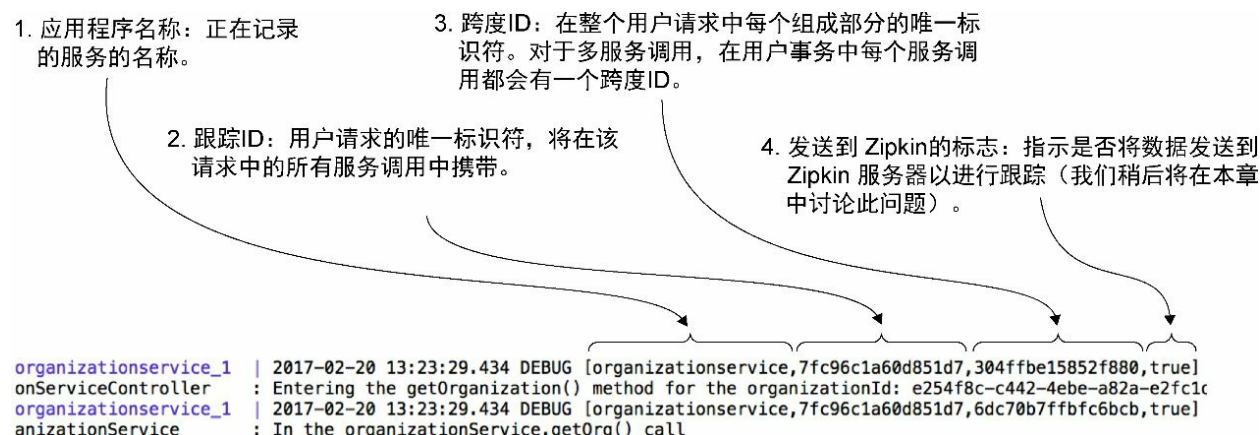 1. 应用程序名称：正在记录
的服务的名称。
3. 跨度ID：在整个用户请求中每个组成部分的唯一标
识符。对于多服务调用，在用户事务中每个服务调
用都会有一个跨度ID。
2. 跟踪ID：用户请求的唯一标识符，将在该
请求中的所有服务调用中携带。
4. 发送到 Zipkin的标志：指示是否将数据发送到
Zipkin 服务器以进行跟踪（我们稍后将在本章
中讨论此问题）。
organizationservice_1 | 2017-02-20 13:23:29.434 DEBUG [organizationservice,7fc96c1a60d851d7,304ffbe15852f880,true]
onServiceController : Entering the getOrganization() method for the organizationId: e254f8c-c442-4ebe-a82a-e2fc1c
organizationservice_1 | 2017-02-20 13:23:29.434 DEBUG [organizationservice,7fc96c1a60d851d7,6dc70b7ffbfc6bcb,true]
anizationService : In the organizationService.getOrg() call